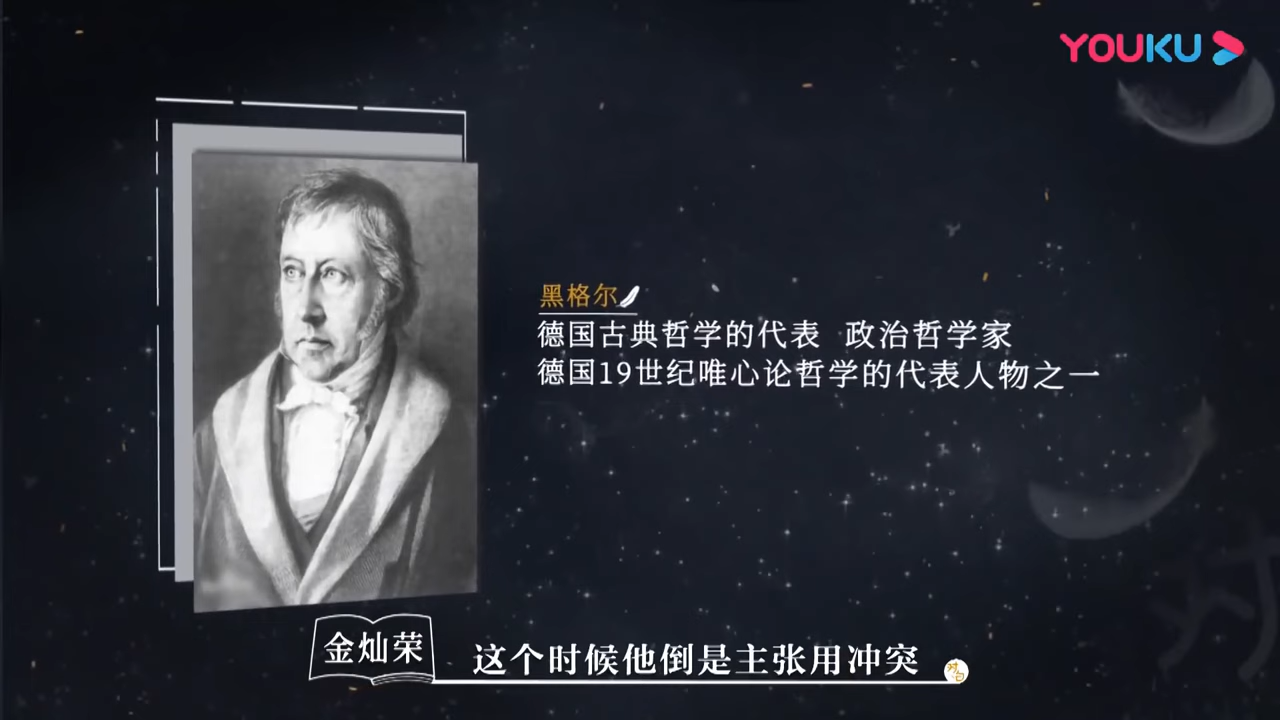 YOUKU
黑格尔
德国古典哲学的代表 政治哲学家
德国19世纪唯心论哲学的代表人物之一
金灿荣
这个时候他倒是主张用冲突
对